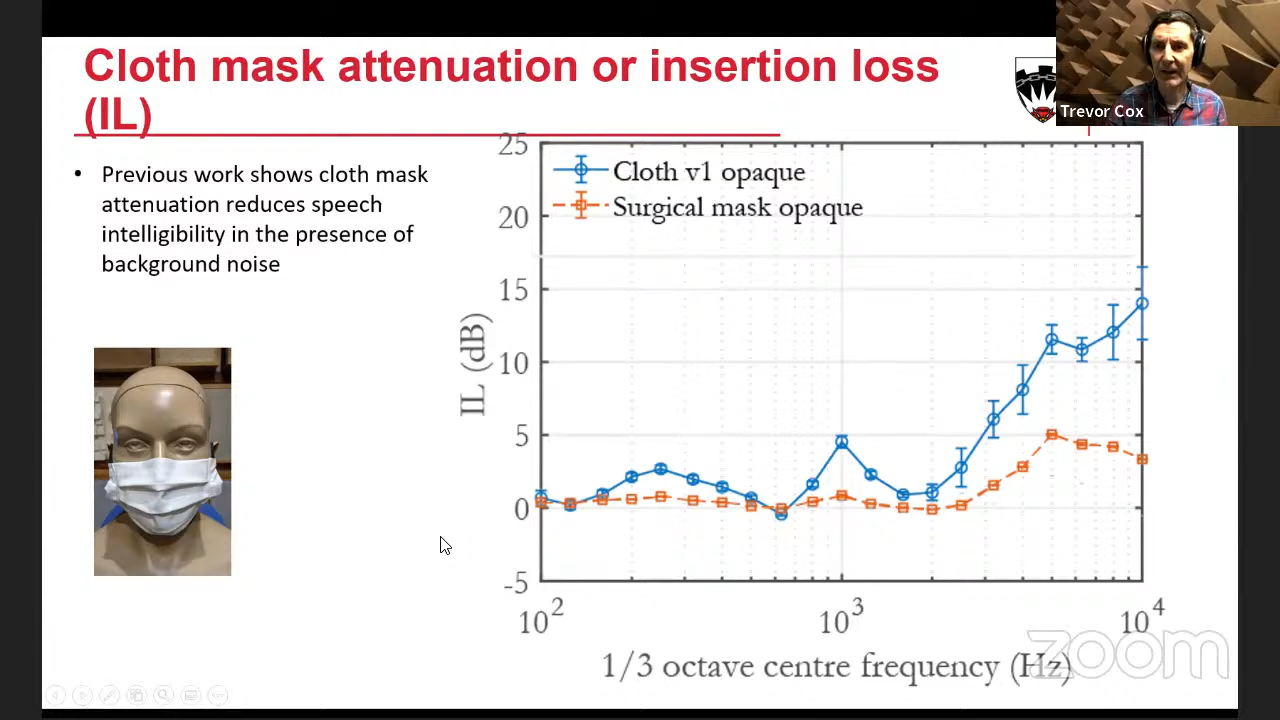 Cloth mask attenuation or insertion loss
(IL)
Trevor Cox
• Previous work shows cloth mask
attenuation reduces speech
intelligibility in the presence of
background noise
Cloth v1 opaque
Surgical mask opaque
25
20
15
10
5
0
-5
IL (dB)
10² 10³ 10⁴
1/3 octave centre frequency (Hz)
zoom